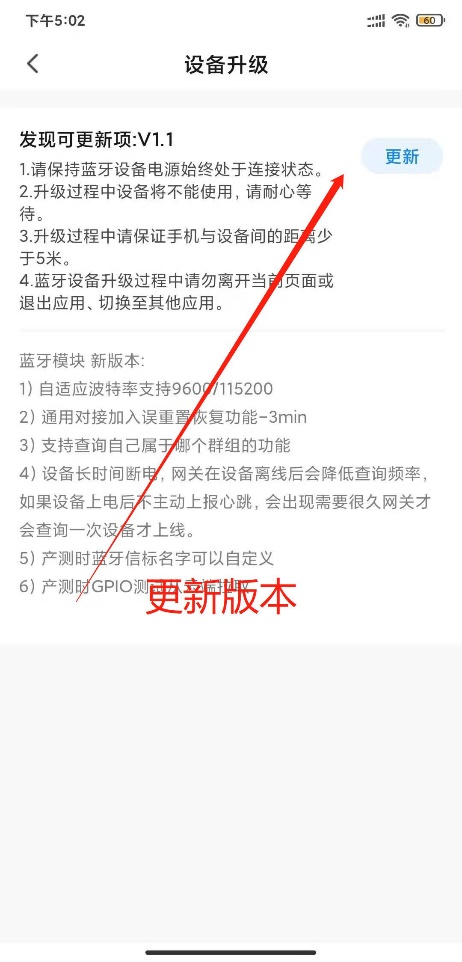 下午5:02
60
设备升级
发现可更新项:V1.1
更新
1.请保持蓝牙设备电源始终处于连接状态。
2.升级过程中设备将不能使用，请耐心等
待。
3.升级过程中请保证手机与设备间的距离少
于5米。
4.蓝牙设备升级过程中请勿离开当前页面或
退出应用、切换至其他应用。
蓝牙模块 新版本:
1）自适应波特率支持9600/115200
2）通用对接加入误重置恢复功能-3min
3）支持查询自己属于哪个群组的功能
4）设备长时间断电，网关在设备离线后会降低查询频率，
如果设备上电后不主动上报心跳，会出现需要很久网关才
会查询一次设备才上线。
5）产测时蓝牙信标名字可以自定义
6）产测时GPIO测
更新版本